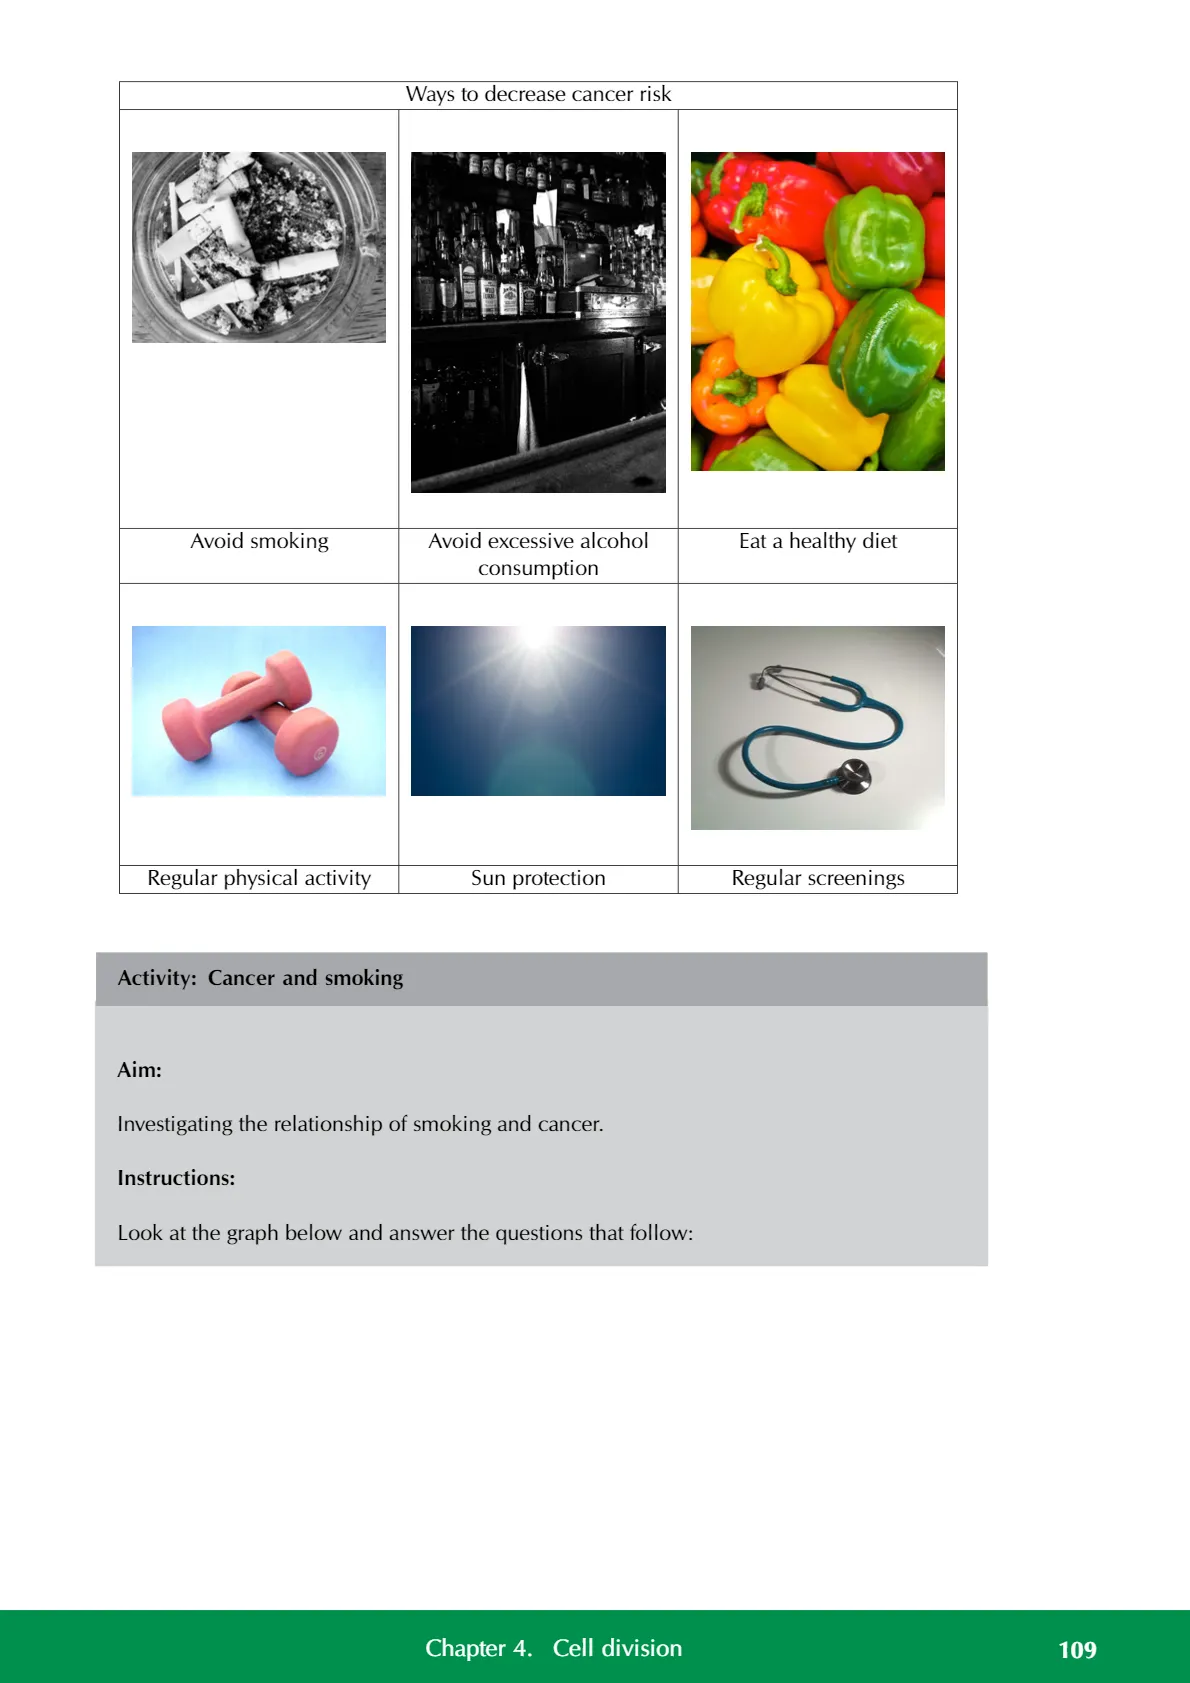 Ways to decrease cancer risk
Avoid smoking
Avoid excessive alcohol
consumption
Eat a healthy diet
Regular physical activity
Sun protection
Regular screenings
Activity: Cancer and smoking
Aim:
Investigating the relationship of smoking and cancer.
Instructions:
Look at the graph below and answer the questions that follow:
Chapter 4. Cell division
109